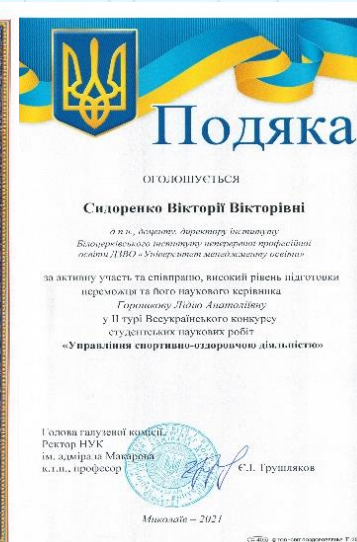 Подяка
ОГОЛОШУЄТЬСЯ
Сидоренко Вікторії Вікторівні
д.п.н., доценту, директору інституту
Білоцерківського інституту неперервної професійної
освіти ДЗВО «Університет менеджменту освіти»
за активну участь та співпрацю, високий рівень підготовки
переможця та його наукового керівника
Горошкову Лідію Анатоліївну
у ІІ турі Всеукраїнського конкурсу
студентських наукових робіт
«Управління спортивно-оздоровчою діяльністю»
Голова галузевої комісії,
Ректор НУК
ім. адмірала Макарова
к.т.н., професор
Є.І. Трушляков
Миколаїв – 2021